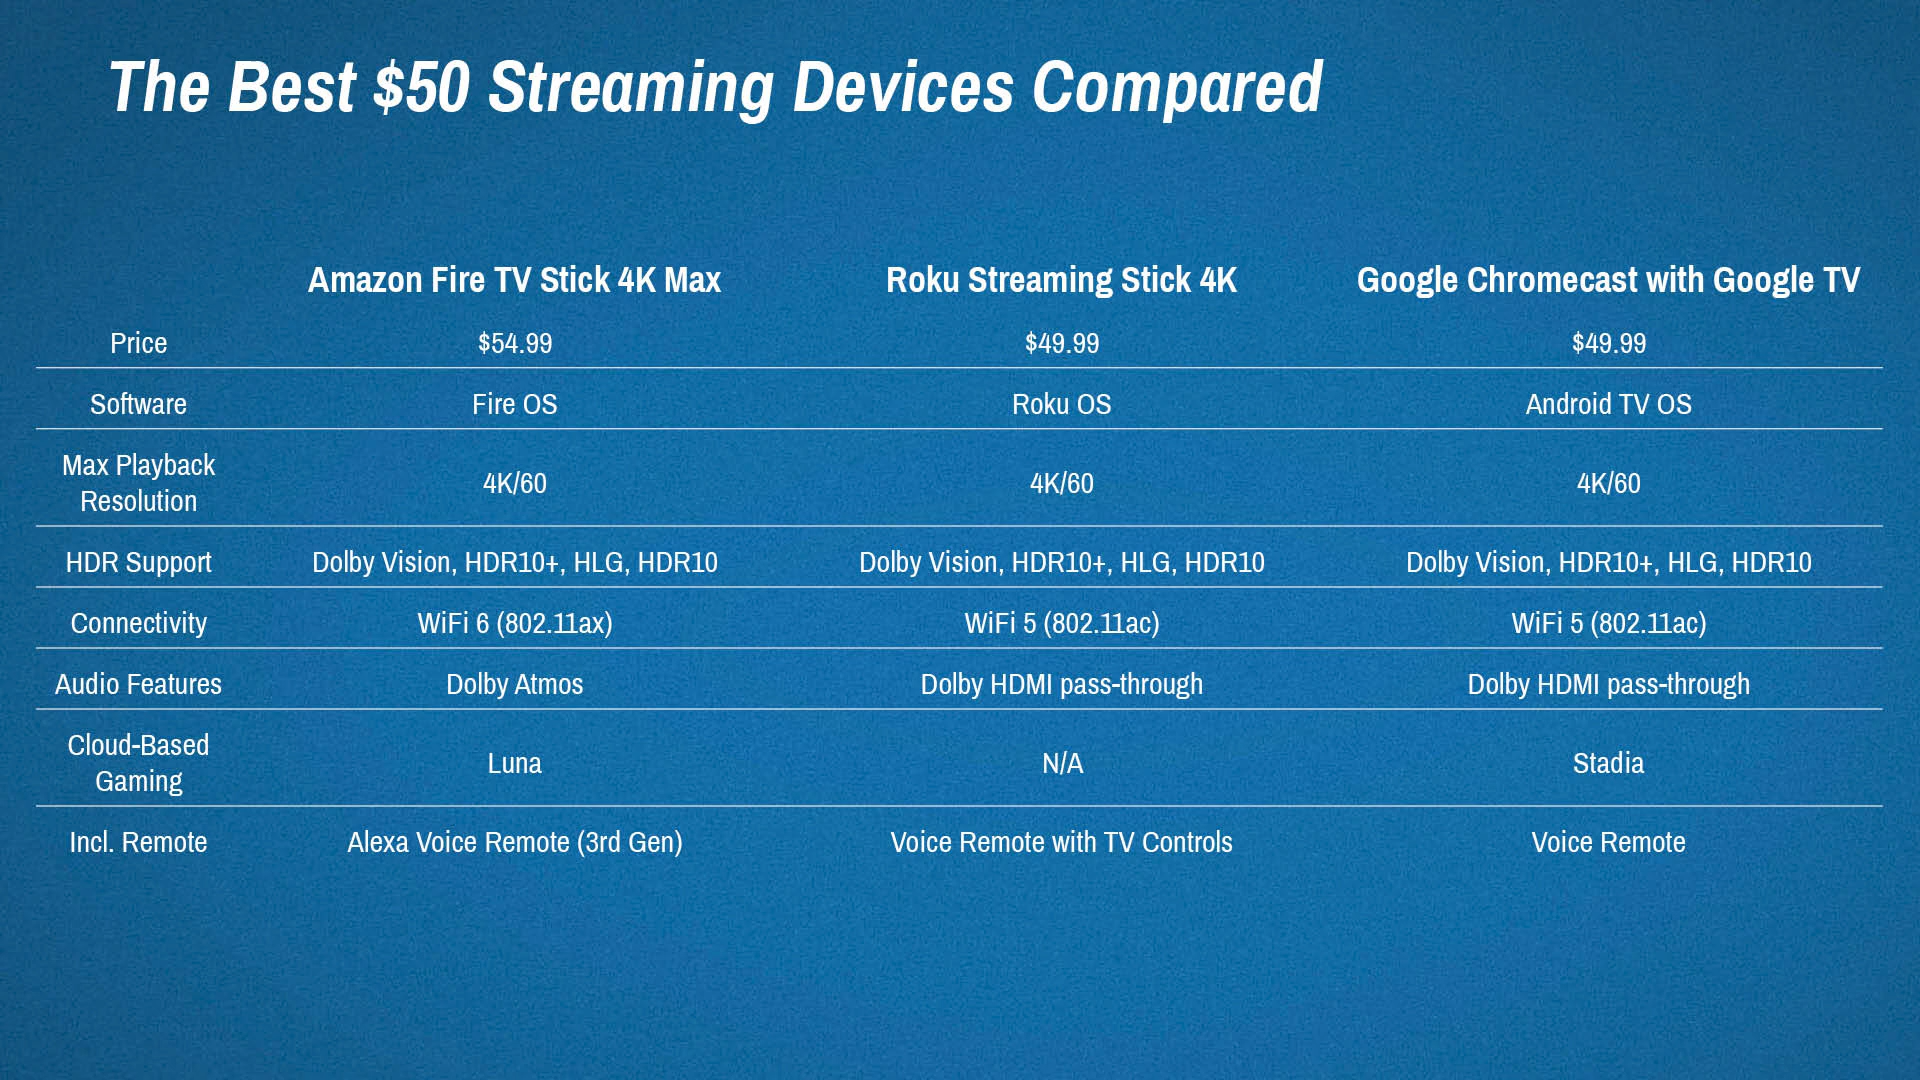 The Best $50 Streaming Devices Compared
Amazon Fire TV Stick 4K Max Roku Streaming Stick 4K Google Chromecast with Google TV
Price $54.99 $49.99 $49.99
Software Fire OS Roku OS Android TV OS
Max Playback
Resolution 4K/60 4K/60 4K/60
HDR Support Dolby Vision, HDR10+, HLG, HDR10 Dolby Vision, HDR10+, HLG, HDR10 Dolby Vision, HDR10+, HLG, HDR10
Connectivity WiFi 6 (802.11ax) WiFi 5 (802.11ac) WiFi 5 (802.11ac)
Audio Features Dolby Atmos Dolby HDMI pass-through Dolby HDMI pass-through
Cloud-Based
Gaming Luna N/A Stadia
Incl. Remote Alexa Voice Remote (3rd Gen) Voice Remote with TV Controls Voice Remote